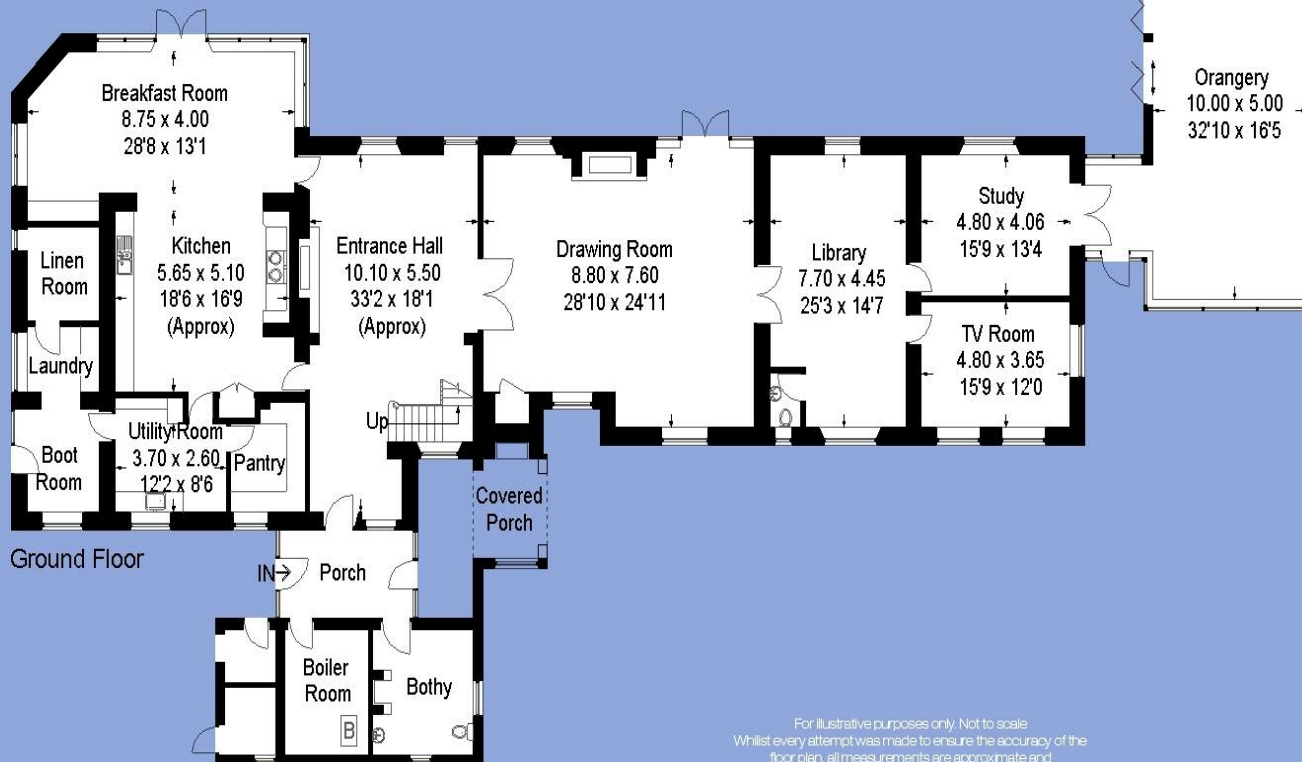 Breakfast Room
8.75 x 4.00
28'8 x 13'1
Orangery
10.00 x 5.00
32'10 x 16'5
Linen
Room
Kitchen
5.65 x 5.10
18'6 x 16'9
(Approx)
Entrance Hall
10.10 x 5.50
33'2 x 18'1
(Approx)
Drawing Room
8.80 x 7.60
28'10 x 24'11
Library
7.70 x 4.45
25'3 x 14'7
Study
4.80 x 4.06
15'9 x 13'4
TV Room
4.80 x 3.65
15'9 x 12'0
Laundry
Boot
Room
Utility Room
3.70 x 2.60
12'2 x 8'6
Pantry
Up
Covered
Porch
Ground Floor
IN
Porch
Boiler
Room
B
Bothy
For illustrative purposes only. Not to scale
Whilst every attempt was made to ensure the accuracy of the
floor plan, all measurements are approximate and